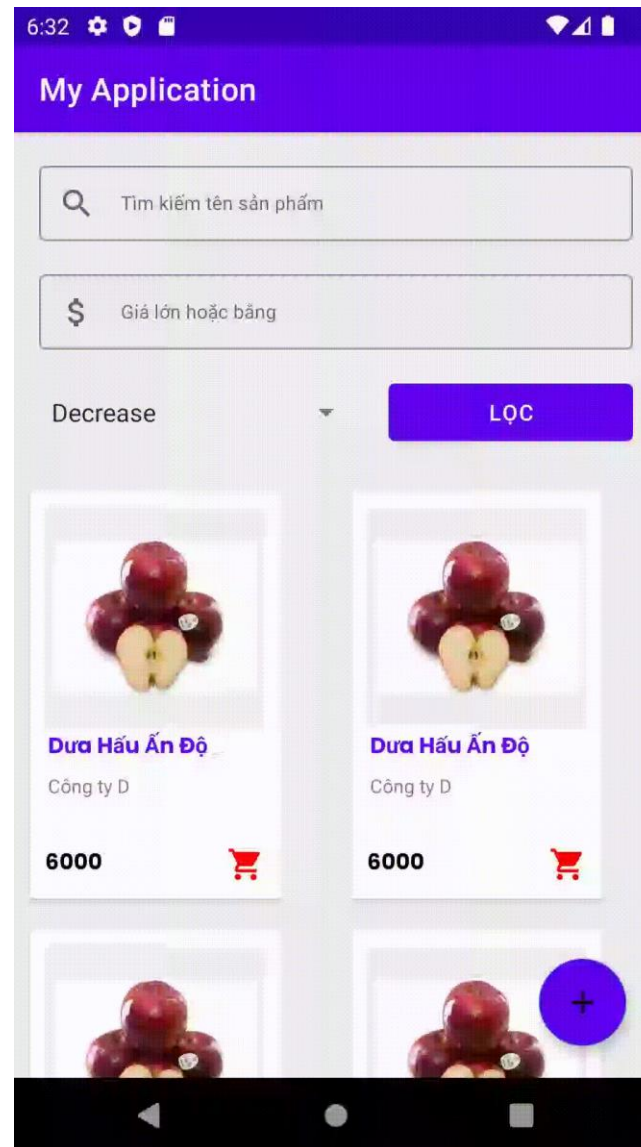 6:32
My Application
Tìm kiếm tên sản phẩm
Giá lớn hoặc bằng
Decrease
LỌC
Dưa Hấu Ấn Độ
Dưa Hấu Ấn Độ
Công ty D
Công ty D
6000
6000